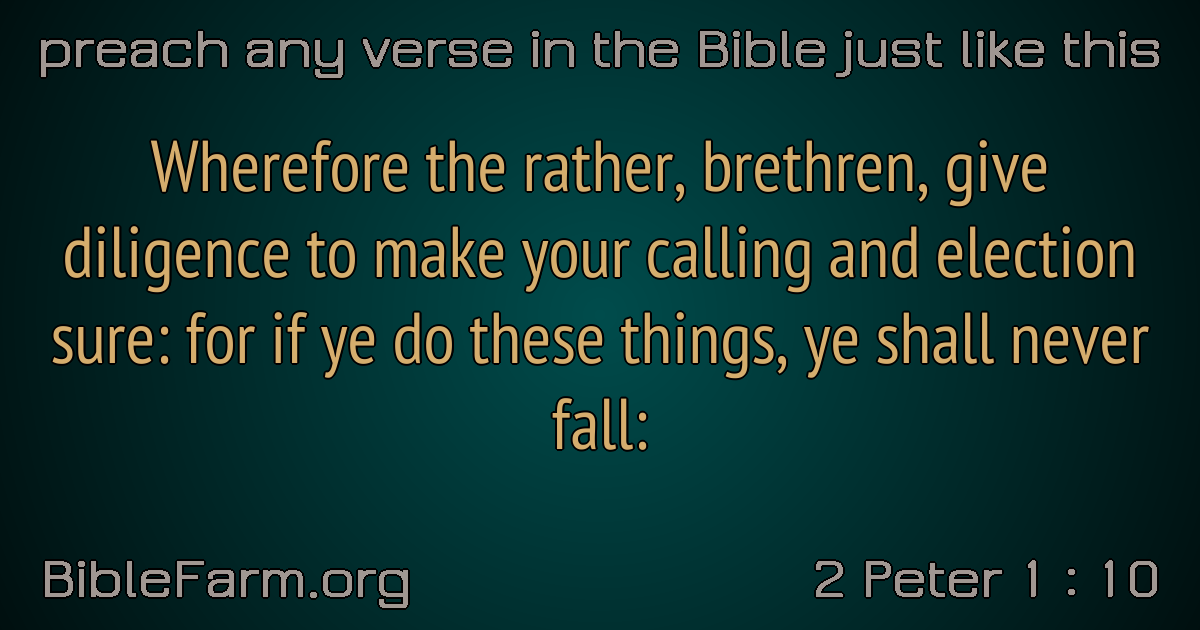 preach any verse in the Bible just like this
Wherefore the rather, brethren, give
diligence to make your calling and election
sure: for if ye do these things, ye shall never
fall:
BibleFarm.org
2 Peter 1 : 10